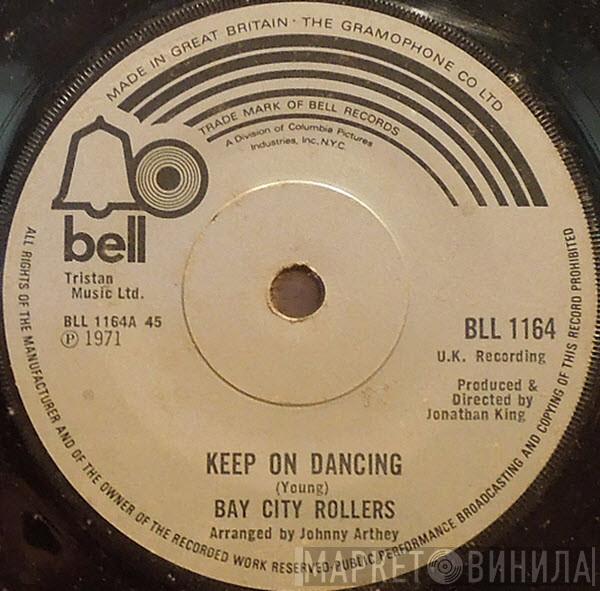 MADE IN GREAT BRITAIN · THE GRAMOPHONE CO LTD
TRADE MARK OF BELL RECORDS
A Division of Columbia Pictures
Industries, Inc, N.Y.C.
bell
Tristan
Music Ltd.
BLL 1164A 45
Ⓟ 1971
BLL 1164
U.K. Recording
Produced &
Directed by
Jonathan King
KEEP ON DANCING
(Young)
BAY CITY ROLLERS
Arranged by Johnny Arthey
ALL RIGHTS OF THE MANUFACTURER AND OF THE OWNER OF THE RECORDED WORK RESERVED·PUBLIC PERFORMANCE BROADCASTING AND COPYING OF THIS RECORD PROHIBITED
МАРКЕТ ВИНИЛА